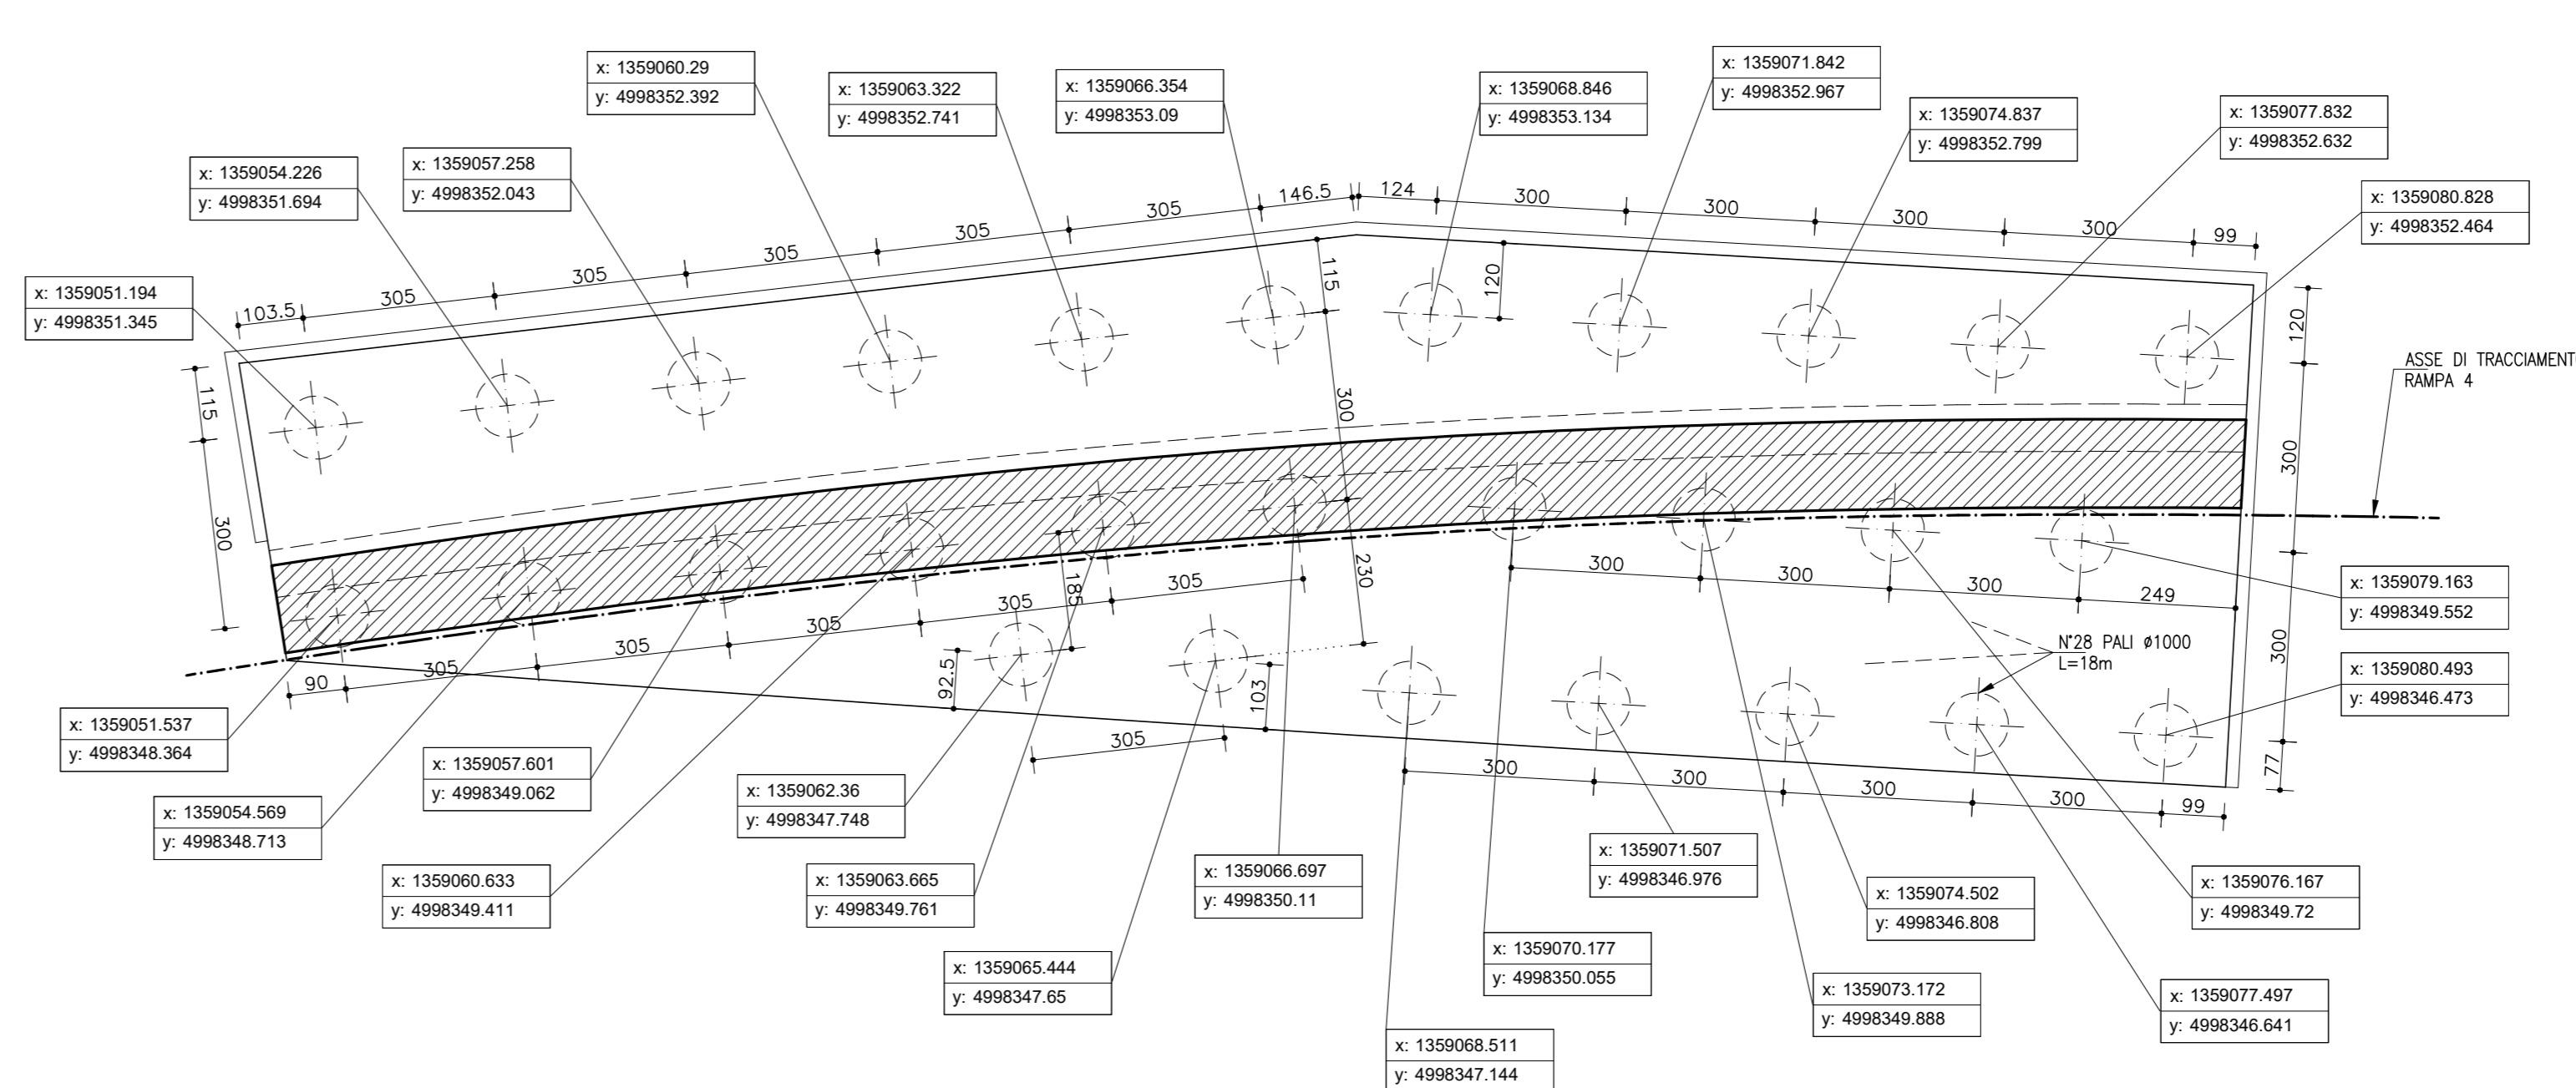 x: 1359060.29
y: 4998352.392
x: 1359063.322
y: 4998352.741
x: 1359066.354
y: 4998353.09
x: 1359068.846
y: 4998353.134
x: 1359071.842
y: 4998352.967
x: 1359074.837
y: 4998352.799
x: 1359077.832
y: 4998352.632
x: 1359054.226
y: 4998351.694
x: 1359057.258
y: 4998352.043
x: 1359080.828
y: 4998352.464
x: 1359051.194
y: 4998351.345
103.5
305
305
305
305
305
146.5
124
300
300
300
300
99
115
300
115
120
300
230
185
120
300
300
77
ASSE DI TRACCIAMENT
RAMPA 4
300
300
300
249
x: 1359079.163
y: 4998349.552
N°28 PALI ø1000
L=18m
x: 1359080.493
y: 4998346.473
90
305
305
305
305
305
92.5
103
305
300
300
300
300
99
x: 1359051.537
y: 4998348.364
x: 1359054.569
y: 4998348.713
x: 1359057.601
y: 4998349.062
x: 1359060.633
y: 4998349.411
x: 1359062.36
y: 4998347.748
x: 1359063.665
y: 4998349.761
x: 1359065.444
y: 4998347.65
x: 1359066.697
y: 4998350.11
x: 1359068.511
y: 4998347.144
x: 1359070.177
y: 4998350.055
x: 1359071.507
y: 4998346.976
x: 1359073.172
y: 4998349.888
x: 1359074.502
y: 4998346.808
x: 1359076.167
y: 4998349.72
x: 1359077.497
y: 4998346.641